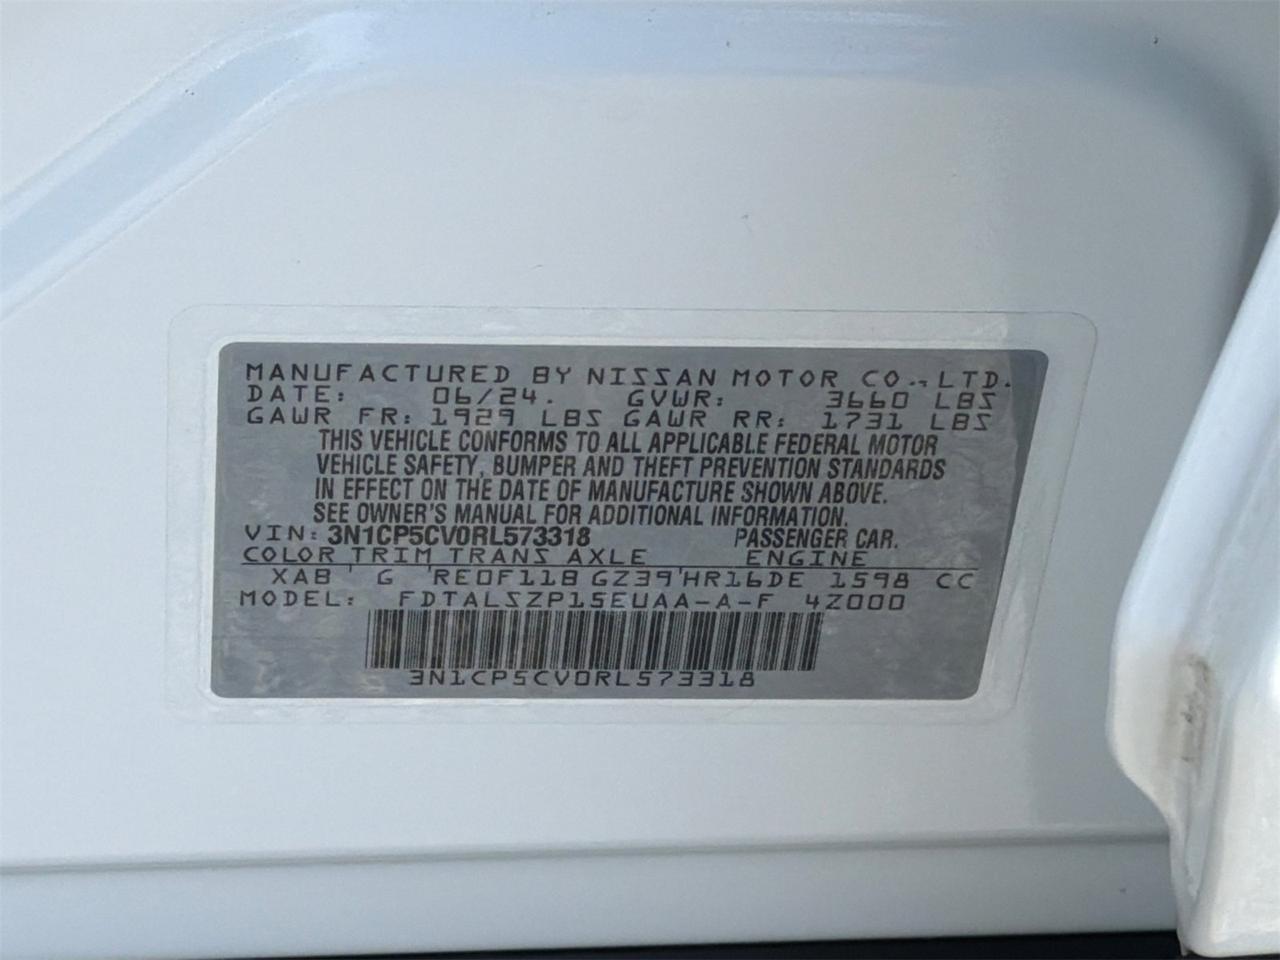 MANUFACTURED BY NISSAN MOTOR CO.,LTD.
DATE: 06/24. GVWR: 3660 LBS
GAWR FR: 1929 LBS GAWR RR: 1731 LBS
THIS VEHICLE CONFORMS TO ALL APPLICABLE FEDERAL MOTOR
VEHICLE SAFETY, BUMPER AND THEFT PREVENTION STANDARDS
IN EFFECT ON THE DATE OF MANUFACTURE SHOWN ABOVE.
SEE OWNER'S MANUAL FOR ADDITIONAL INFORMATION.
VIN: 3N1CP5CV0RL573318 PASSENGER CAR.
COLOR TRIM TRANS AXLE ENGINE
XAB G RE0F11B GZ39 HR16DE 1598 CC
MODEL: FDTALSZP15EUAA-A-F 4Z000
3N1CP5CV0RL573318